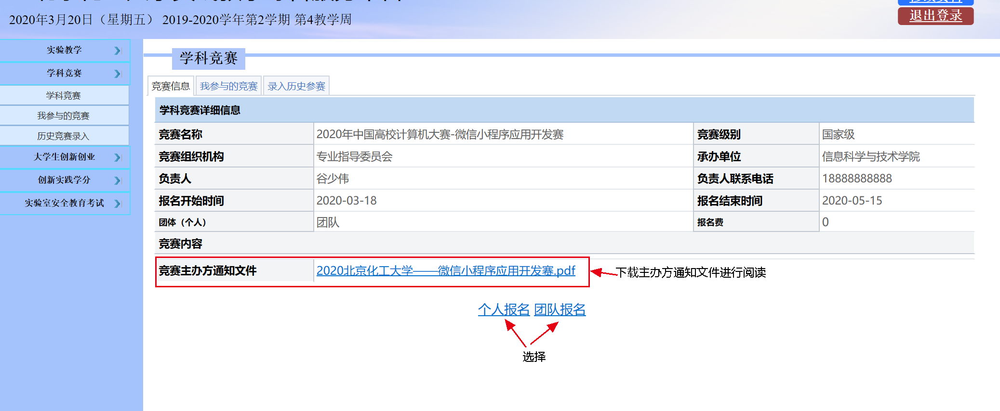 2020年3月20日（星期五） 2019-2020学年第2学期 第4教学周
退出登录
实验教学
学科竞赛
学科竞赛
我参与的竞赛
历史竞赛录入
大学生创新创业
创新实践学分
实验室安全教育考试
学科竞赛
竞赛信息 我参与的竞赛 录入历史参赛
学科竞赛详细信息
竞赛名称 2020年中国高校计算机大赛-微信小程序应用开发赛 竞赛级别 国家级
竞赛组织机构 专业指导委员会 承办单位 信息科学与技术学院
负责人 谷少伟 负责人联系电话 18888888888
报名开始时间 2020-03-18 报名结束时间 2020-05-15
团体（个人） 团队 报名费 0
竞赛内容
竞赛主办方通知文件 2020北京化工大学——微信小程序应用开发赛.pdf 下载主办方通知文件进行阅读
个人报名 团队报名
选择